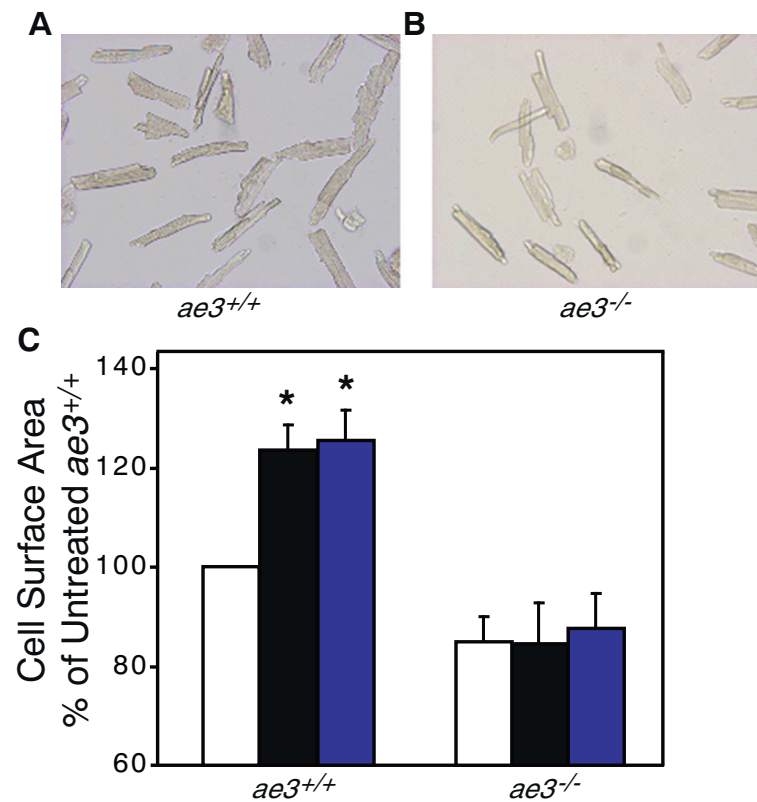 A
B
ae3+/+
ae3-/-
C
Cell Surface Area
% of Untreated ae3+/+
140
120
100
80
60
*
*
ae3+/+
ae3-/-